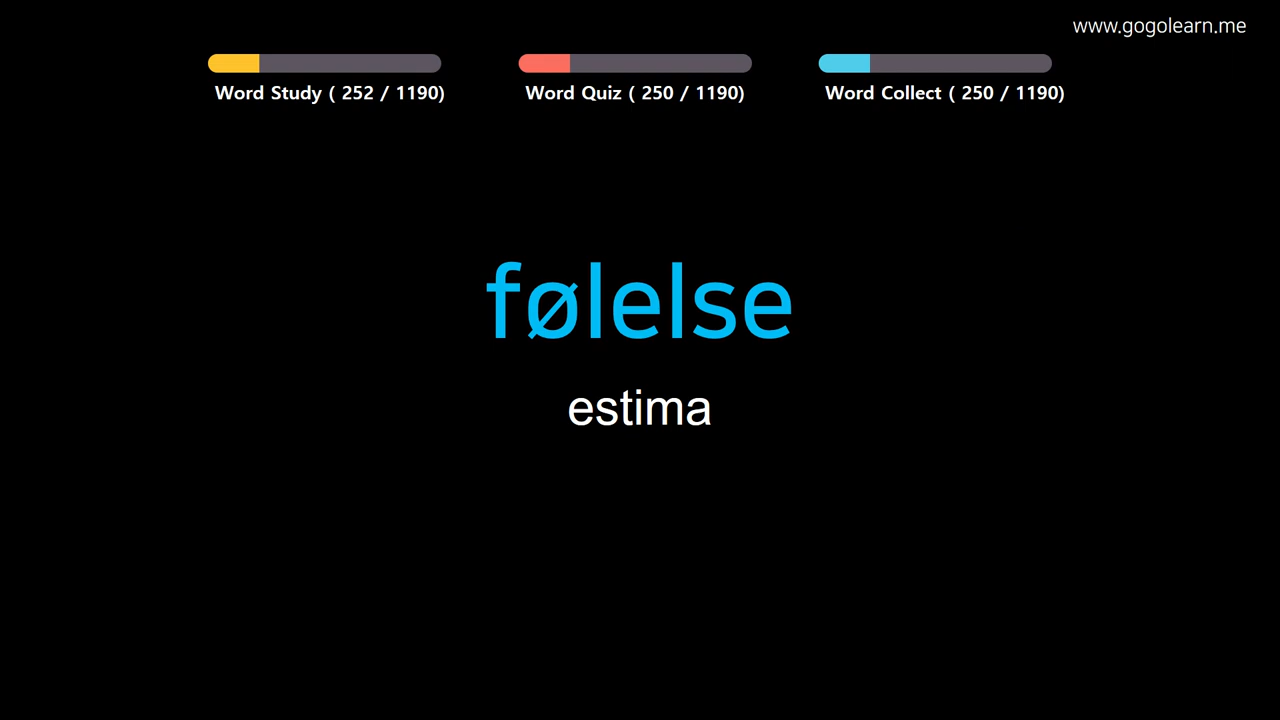 www.gogolearn.me
Word Study ( 252 / 1190)
Word Quiz ( 250 / 1190)
Word Collect ( 250 / 1190)
følelse
estima